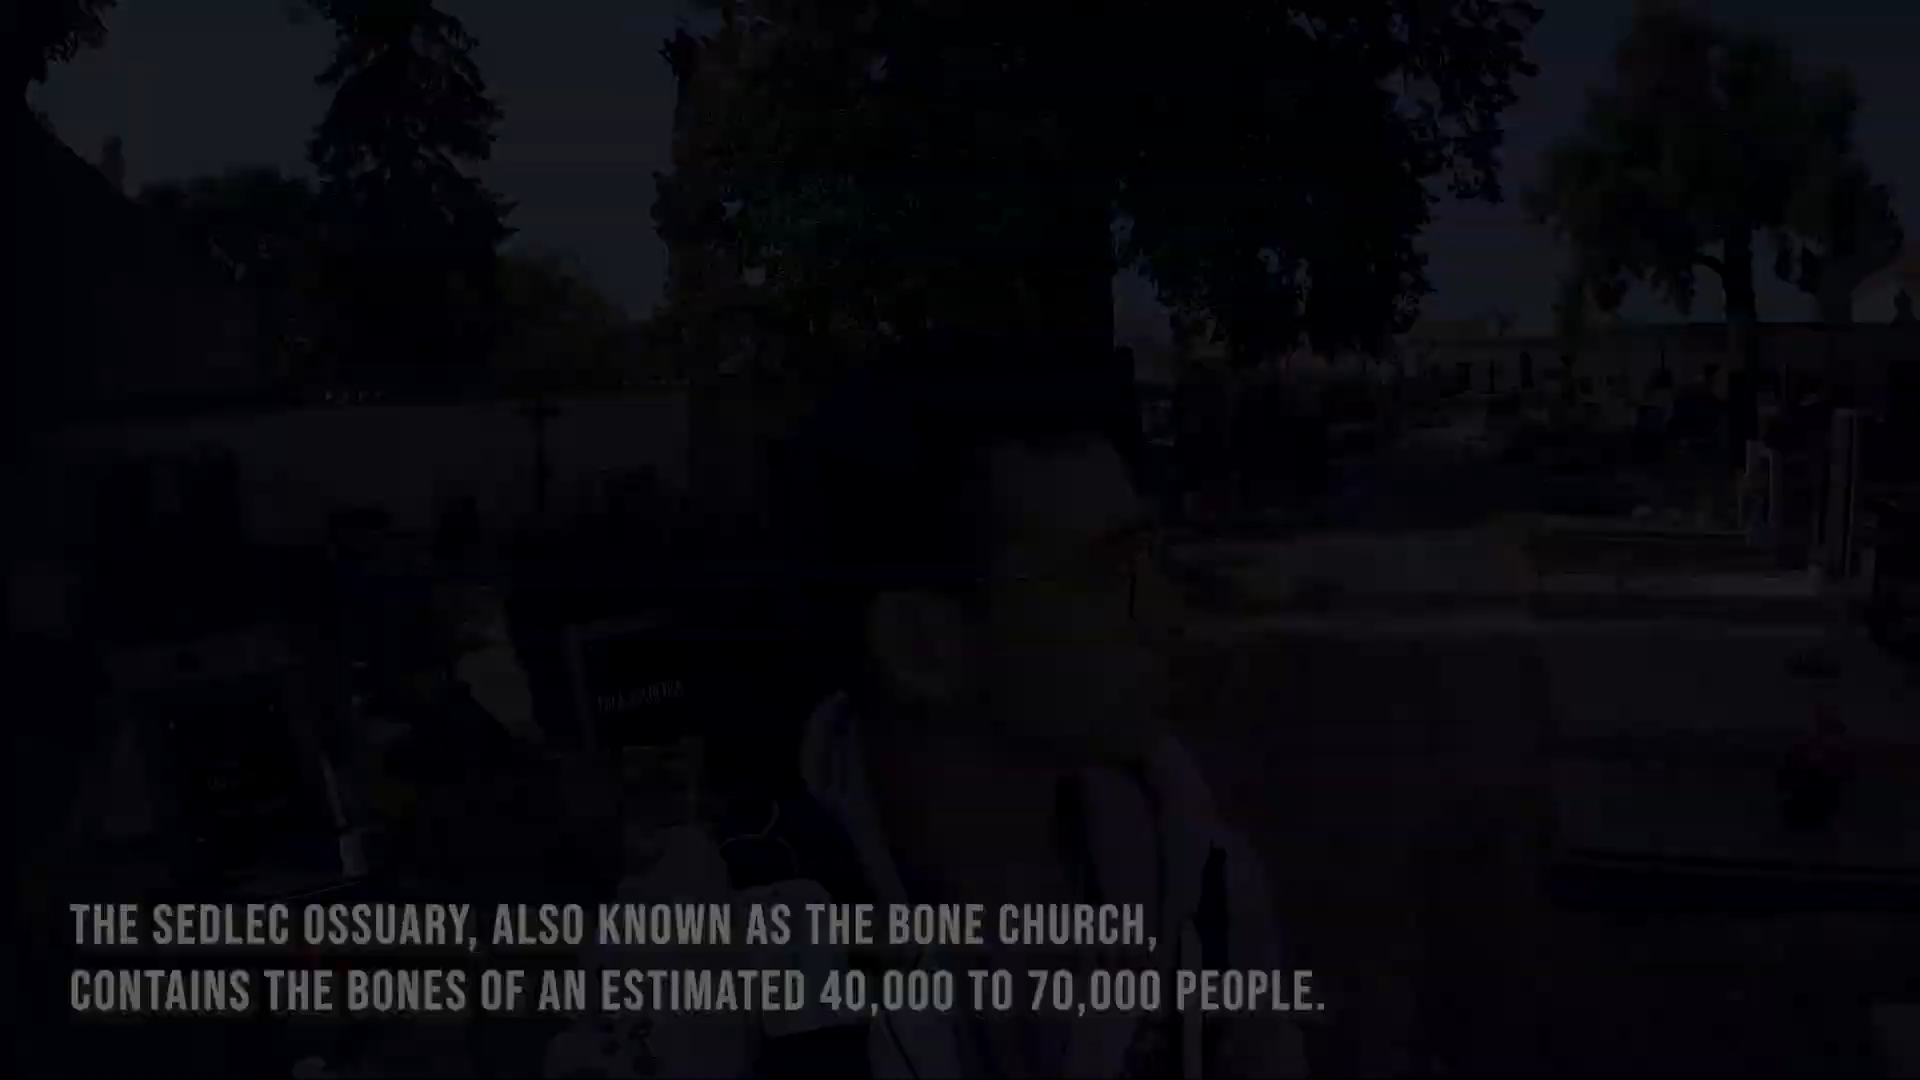 THE SEDLEC OSSUARY, ALSO KNOWN AS THE BONE CHURCH,
CONTAINS THE BONES OF AN ESTIMATED 40,000 TO 70,000 PEOPLE.